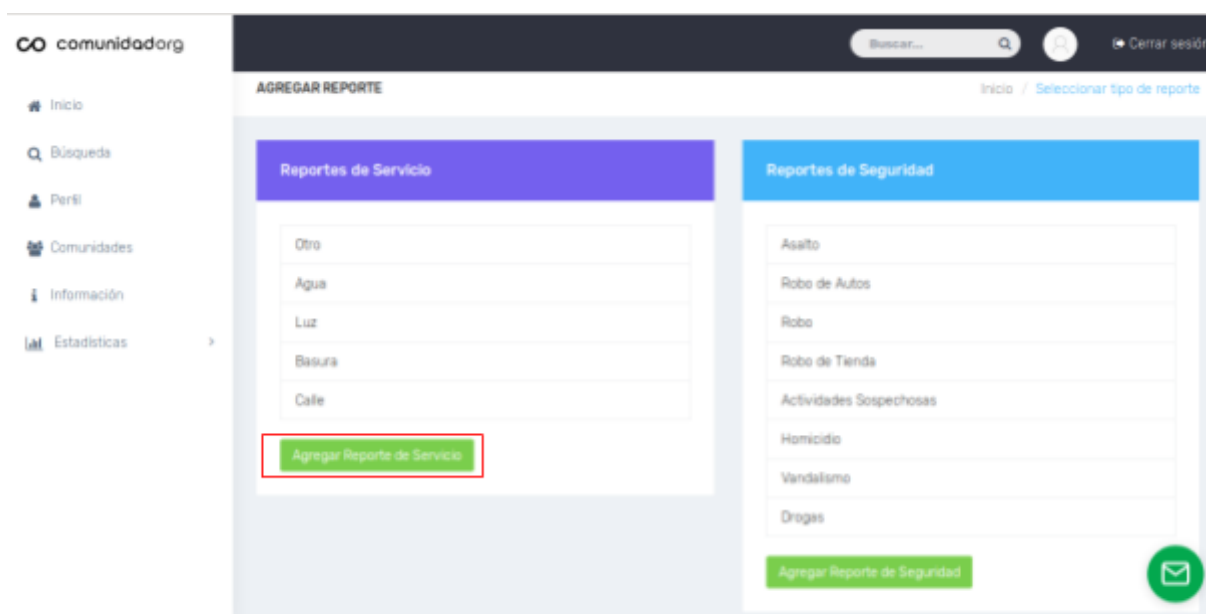 comunidadorg
Buscar...
Cerrar sesión
AGREGAR REPORTE
Inicio / Seleccionar tipo de reporte
Inicio
Búsqueda
Perfil
Comunidades
Información
Estadísticas
Reportes de Servicio
Otro
Agua
Luz
Basura
Calle
Agregar Reporte de Servicio
Reportes de Seguridad
Asalto
Robo de Autos
Robo
Robo de Tienda
Actividades Sospechosas
Homicidio
Vandalismo
Drogas
Agregar Reporte de Seguridad